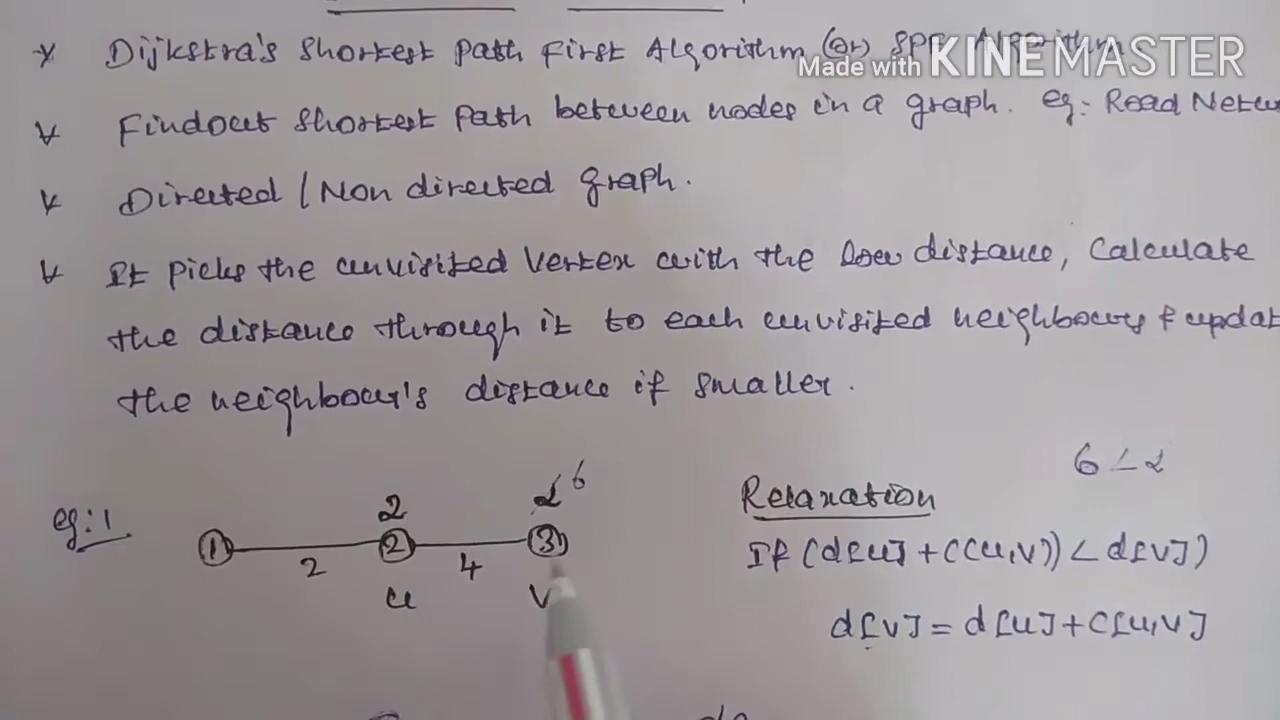 * Dijkstra's Shortest Path First Algorithm (or) SPF Algorithm
Made with KINEMASTER
* Findout Shortest Path between nodes in a graph. eg:- Road Netw
* Directed / Non directed graph.
* It Picks the unvisited Vertex with the low distance, Calculate
the distance through it to each unvisited neighbours & updat
the neighbour's distance if smaller.
6 < ∝
eg:1
2 ∝ 6
1 2 3
2 4
u v
Relaxation
If (d[u] + C(u,v)) < d[v])
d[v] = d[u] + C[u,v]